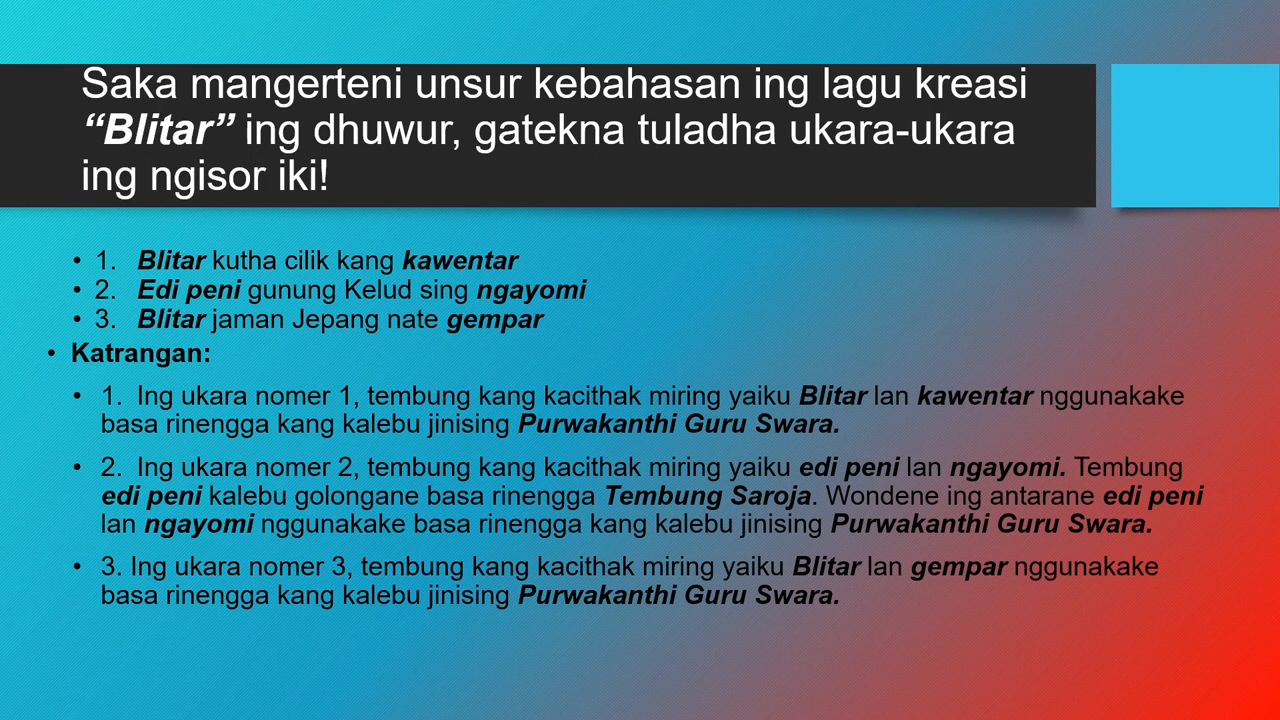 Saka mangerteni unsur kebahasan ing lagu kreasi
“Blitar” ing dhuwur, gatekna tuladha ukara-ukara
ing ngisor iki!
• 1. Blitar kutha cilik kang kawentar
• 2. Edi peni gunung Kelud sing ngayomi
• 3. Blitar jaman Jepang nate gempar
• Katrangan:
• 1. Ing ukara nomer 1, tembung kang kacithak miring yaiku Blitar lan kawentar nggunakake
basa rinengga kang kalebu jinising Purwakanthi Guru Swara.
• 2. Ing ukara nomer 2, tembung kang kacithak miring yaiku edi peni lan ngayomi. Tembung
edi peni kalebu golongane basa rinengga Tembung Saroja. Wondene ing antarane edi peni
lan ngayomi nggunakake basa rinengga kang kalebu jinising Purwakanthi Guru Swara.
• 3. Ing ukara nomer 3, tembung kang kacithak miring yaiku Blitar lan gempar nggunakake
basa rinengga kang kalebu jinising Purwakanthi Guru Swara.